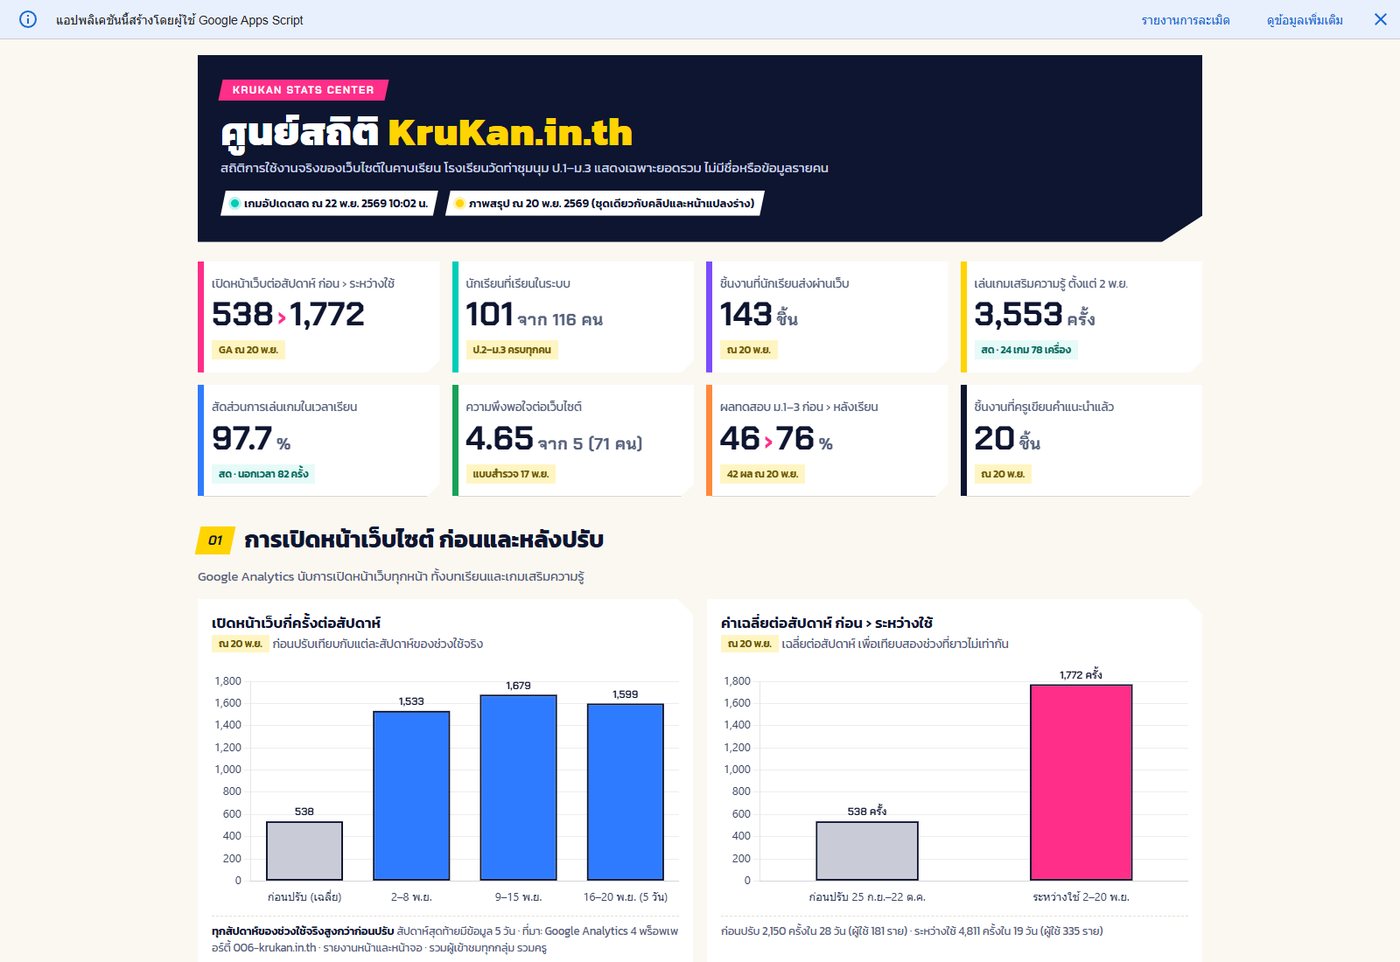 แอปพลิเคชันนี้สร้างโดยผู้ใช้ Google Apps Script
รายงานการละเมิด
ดูข้อมูลเพิ่มเติม
KRUKAN STATS CENTER
ศูนย์สถิติ KruKan.in.th
สถิติการใช้งานจริงของเว็บไซต์ในคาบเรียน โรงเรียนวัดท่าชุมนุม ป.1–ม.3 แสดงเฉพาะยอดรวม ไม่มีชื่อหรือข้อมูลรายคน
เกมอัปเดตสด ณ 22 พ.ย. 2569 10:02 น.
ภาพสรุป ณ 20 พ.ย. 2569 (ชุดเดียวกับคลิปและหน้าแปลงร่าง)
เปิดหน้าเว็บต่อสัปดาห์ ก่อน › ระหว่างใช้
538 › 1,772
GA ณ 20 พ.ย.
นักเรียนที่เรียนในระบบ
101 จาก 116 คน
ป.2–ม.3 ครบทุกคน
ชิ้นงานที่นักเรียนส่งผ่านเว็บ
143 ชิ้น
ณ 20 พ.ย.
เล่นเกมเสริมความรู้ ตั้งแต่ 2 พ.ย.
3,553 ครั้ง
สด · 24 เกม 78 เครื่อง
สัดส่วนการเล่นเกมในเวลาเรียน
97.7 %
สด · นอกเวลา 82 ครั้ง
ความพึงพอใจต่อเว็บไซต์
4.65 จาก 5 (71 คน)
แบบสำรวจ 17 พ.ย.
ผลทดสอบ ม.1–3 ก่อน › หลังเรียน
46 › 76 %
42 ผล ณ 20 พ.ย.
ชิ้นงานที่ครูเขียนคำแนะนำแล้ว
20 ชิ้น
ณ 20 พ.ย.
01 การเปิดหน้าเว็บไซต์ ก่อนและหลังปรับ
Google Analytics นับการเปิดหน้าเว็บทุกหน้า ทั้งบทเรียนและเกมเสริมความรู้
เปิดหน้าเว็บกี่ครั้งต่อสัปดาห์
ณ 20 พ.ย. ก่อนปรับเทียบกับแต่ละสัปดาห์ของช่วงใช้จริง
1,800
1,600
1,400
1,200
1,000
800
600
400
200
0
538
1,533
1,679
1,599
ก่อนปรับ (เฉลี่ย)
2–8 พ.ย.
9–15 พ.ย.
16–20 พ.ย. (5 วัน)
ทุกสัปดาห์ของช่วงใช้จริงสูงกว่าก่อนปรับ สัปดาห์สุดท้ายมีข้อมูล 5 วัน · ที่มา: Google Analytics 4 พร็อพเพ
อร์ตี้ 006-krukan.in.th · รายงานหน้าและหน้าจอ · รวมผู้เข้าชมทุกกลุ่ม รวมครู
ค่าเฉลี่ยต่อสัปดาห์ ก่อน › ระหว่างใช้
ณ 20 พ.ย. เฉลี่ยต่อสัปดาห์ เพื่อเทียบสองช่วงที่ยาวไม่เท่ากัน
1,800
1,600
1,400
1,200
1,000
800
600
400
200
0
538 ครั้ง
1,772 ครั้ง
ก่อนปรับ 25 ก.ย.–22 ต.ค.
ระหว่างใช้ 2–20 พ.ย.
ก่อนปรับ 2,150 ครั้งใน 28 วัน (ผู้ใช้ 181 ราย) · ระหว่างใช้ 4,811 ครั้งใน 19 วัน (ผู้ใช้ 335 ราย)